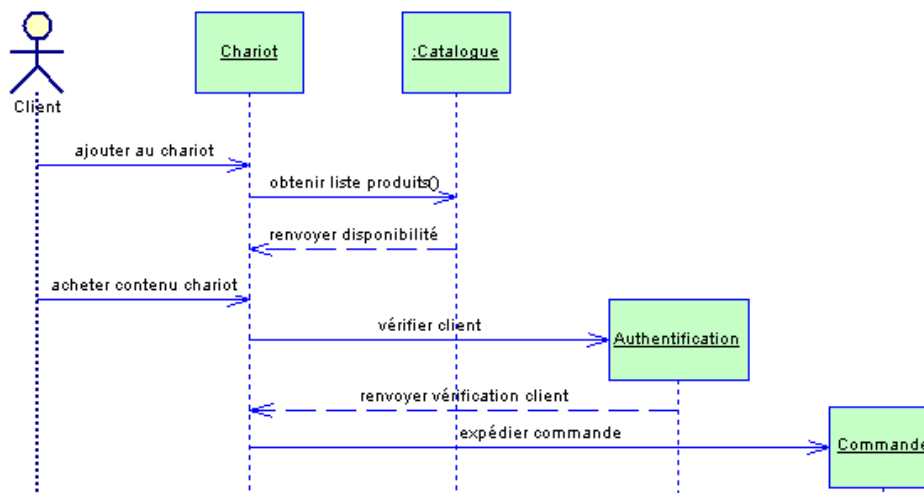 Chariot
:Catalogue
Client
ajouter au chariot
obtenir liste produits()
renvoyer disponibilité
acheter contenu chariot
vérifier client
Authentification
renvoyer vérification client
expédier commande
Commande